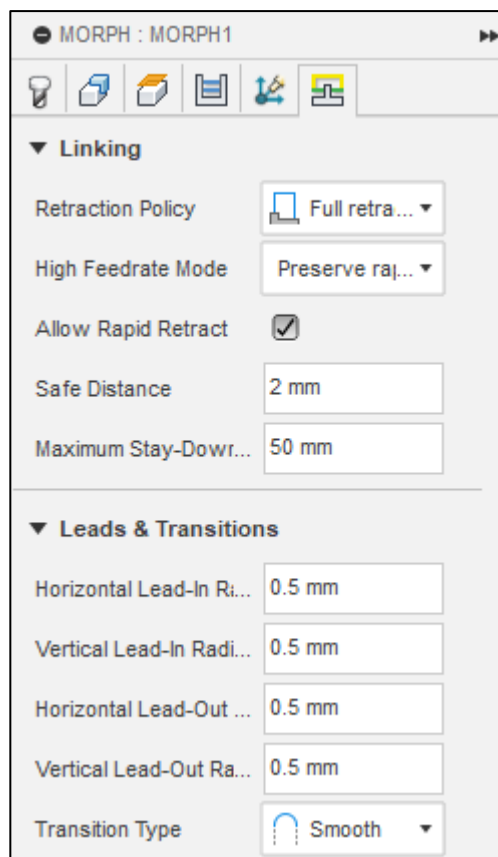 MORPH : MORPH1
Linking
Retraction Policy Full retra...
High Feedrate Mode Preserve rap...
Allow Rapid Retract
Safe Distance 2 mm
Maximum Stay-Down... 50 mm
Leads & Transitions
Horizontal Lead-In Ra... 0.5 mm
Vertical Lead-In Radi... 0.5 mm
Horizontal Lead-Out ... 0.5 mm
Vertical Lead-Out Ra... 0.5 mm
Transition Type Smooth